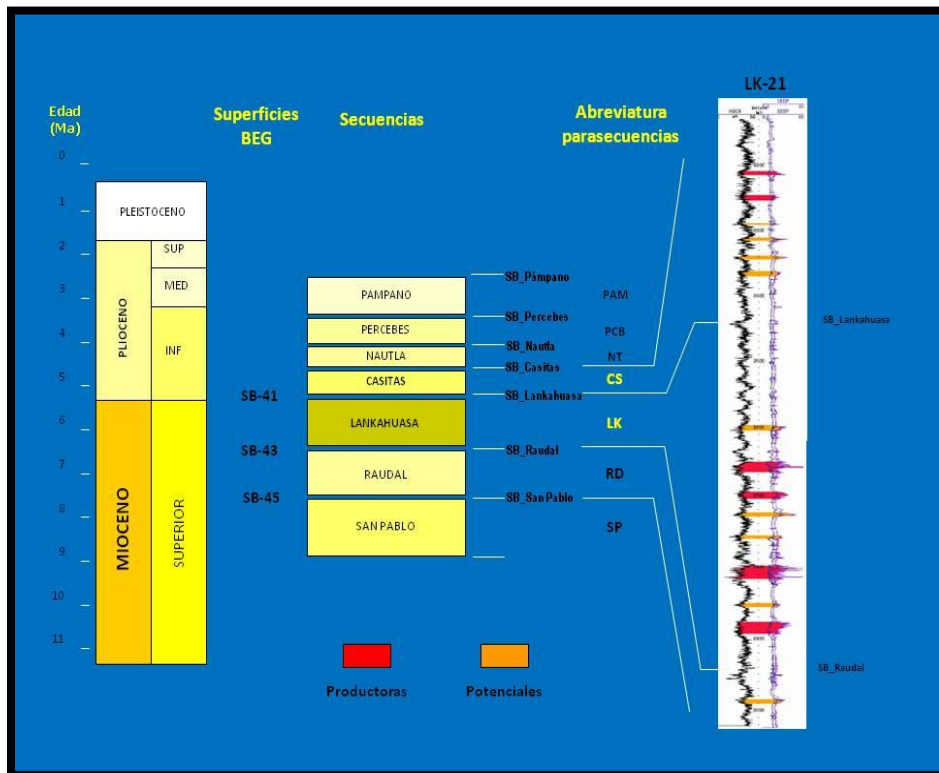 LK-21
Edad
(Ma)
Superficies
BEG
Secuencias
Abreviatura
parasecuencias
0
1
2
3
4
5
6
7
8
9
10
11
PLEISTOCENO
PLIOCENO
SUP
MED
INF
MIOCENO
SUPERIOR
SB-41
SB-43
SB-45
PAMPANO
PERCEBES
NAUTLA
CASITAS
LANKAHUASA
RAUDAL
SAN PABLO
SB_Pámpano
SB_Percebes
SB_Nautla
SB_Casitas
SB_Lankahuasa
SB_Raudal
SB_San Pablo
PAM
PCB
NT
CS
LK
RD
SP
SB_Lankahuasa
SB_Raudal
Productoras
Potenciales